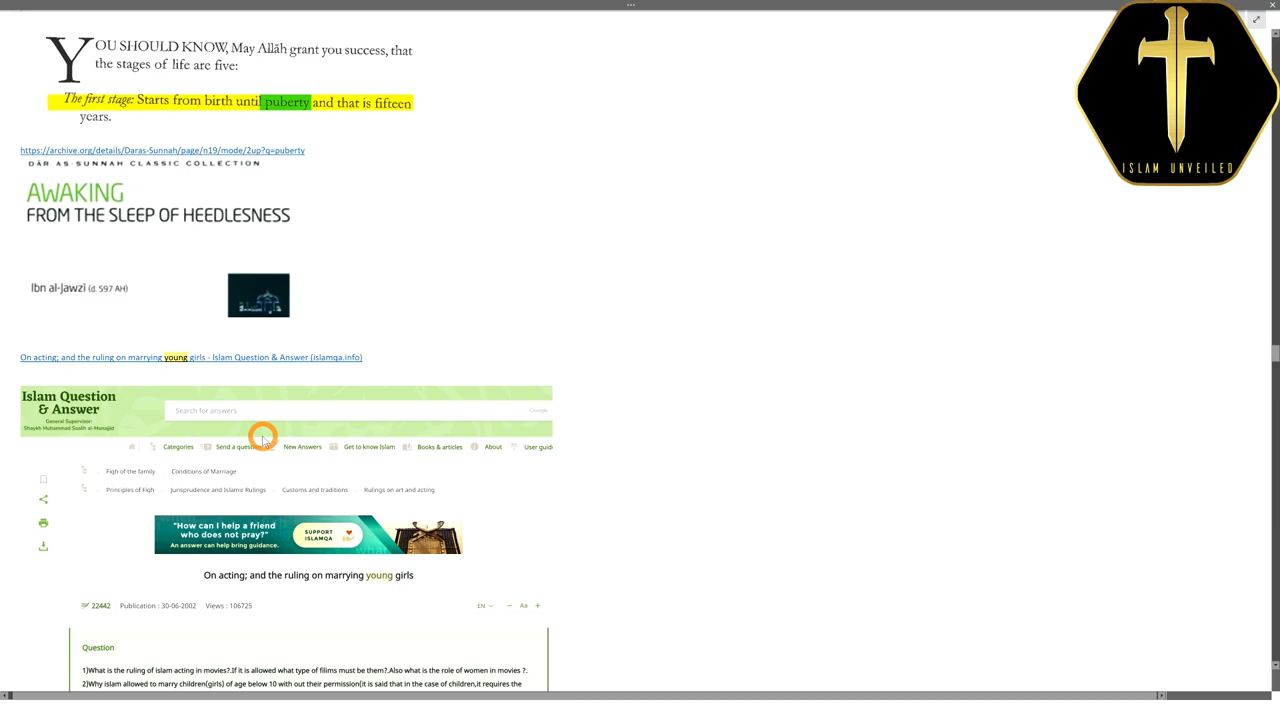 YOU SHOULD KNOW, May Allāh grant you success, that
the stages of life are five:
The first stage: Starts from birth until puberty and that is fifteen
years.
https://archive.org/details/Daras-Sunnah/page/n19/mode/2up?q=puberty
DĀR AS-SUNNAH CLASSIC COLLECTION
AWAKING
FROM THE SLEEP OF HEEDLESNESS
Ibn al-Jawzī (d. 597 AH)
On acting; and the ruling on marrying young girls - Islam Question & Answer (islamqa.info)
Islam Question
& Answer
General Supervisor:
Shaykh Muhammad Saalih al-Munajjid
Search for answers
Google
Categories
Send a quest
New Answers
Get to know Islam
Books & articles
About
User guid
Fiqh of the family
Conditions of Marriage
Principles of Fiqh
Jurisprudence and Islamic Rulings
Customs and traditions
Rulings on art and acting
"How can I help a friend
who does not pray?"
An answer can help bring guidance.
SUPPORT
ISLAMQA
On acting; and the ruling on marrying young girls
22442
Publication : 30-06-2002
Views : 106725
EN
Aa
Question
1)What is the ruling of islam acting in movies?.If it is allowed what type of filims must be them?.Also what is the role of women in movies ?.
2)Why islam allowed to marry children(girls) of age below 10 with out their permission(it is said that in the case of children,it requires the
ISLAM UNVEILED